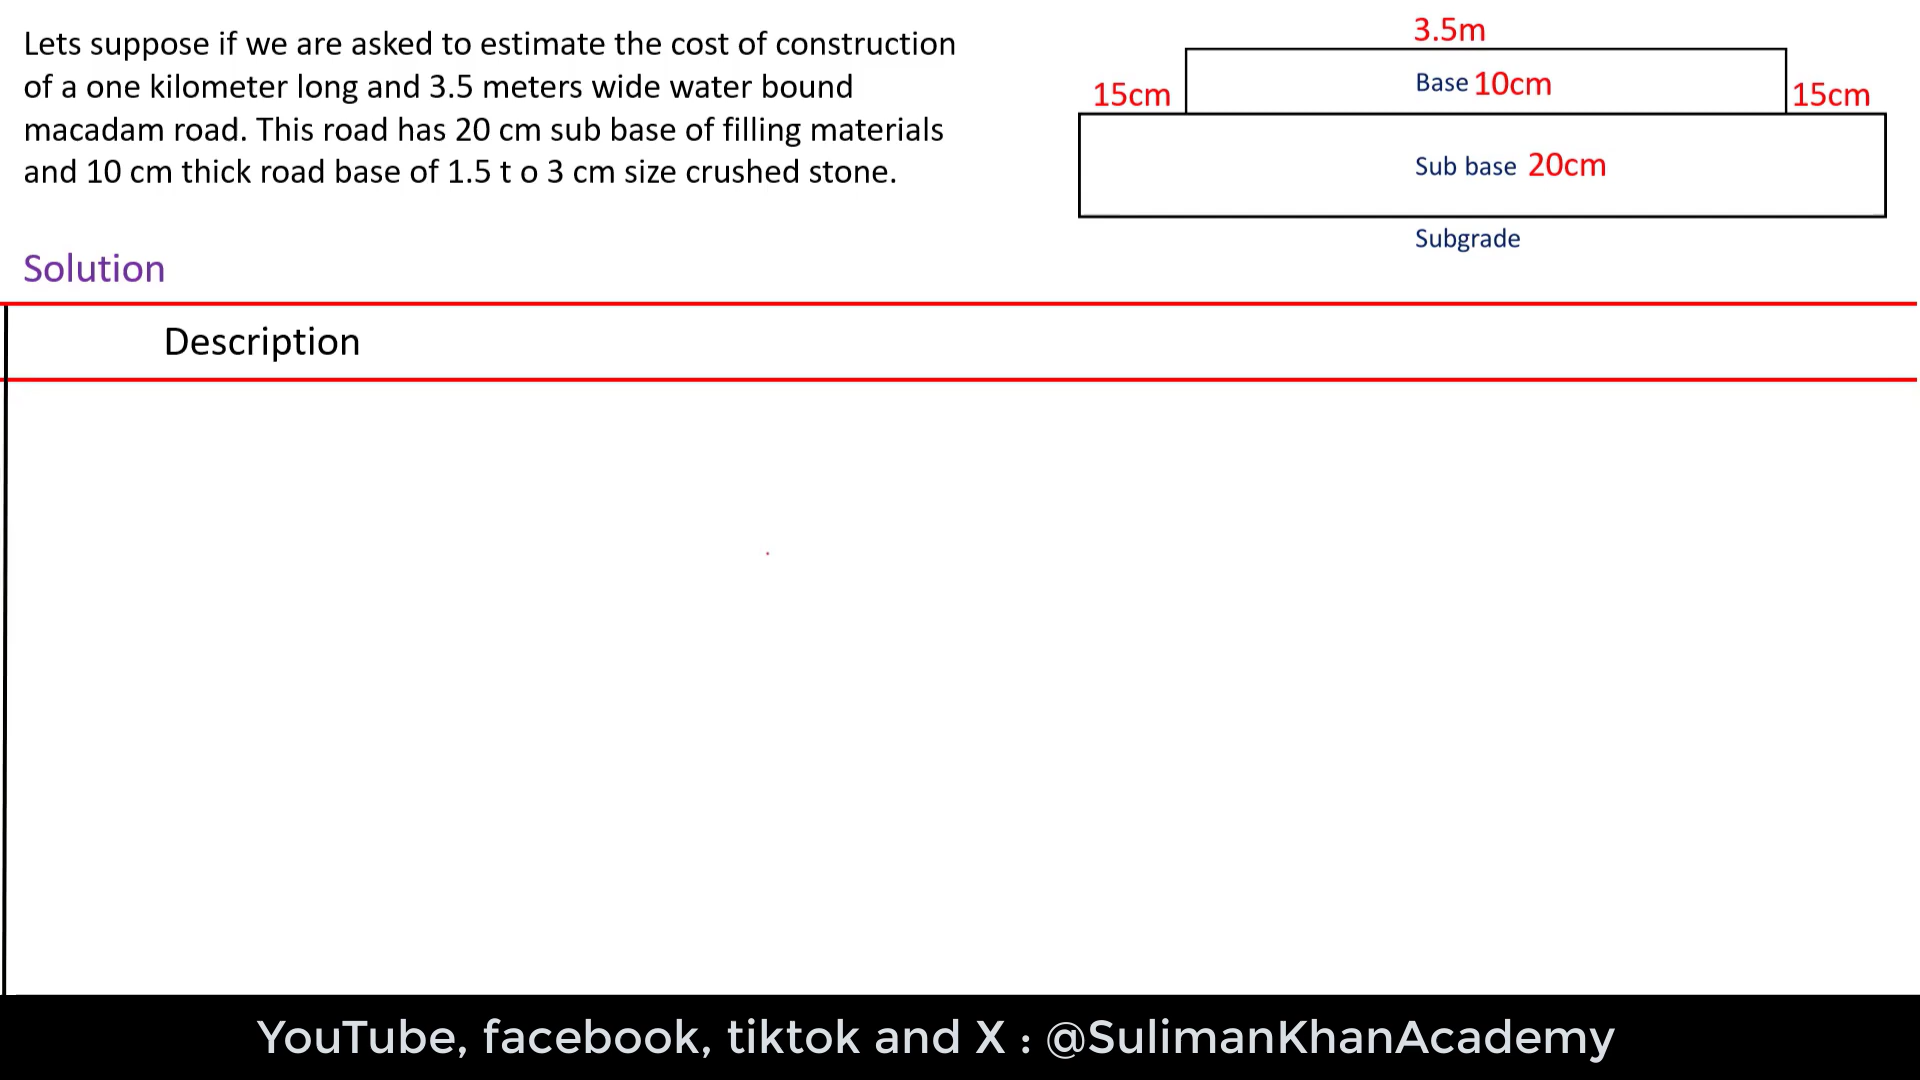 Lets suppose if we are asked to estimate the cost of construction
of a one kilometer long and 3.5 meters wide water bound
macadam road. This road has 20 cm sub base of filling materials
and 10 cm thick road base of 1.5 t o 3 cm size crushed stone.
3.5m
15cm
Base 10cm
15cm
Sub base 20cm
Subgrade
Solution
Description
YouTube, facebook, tiktok and X : @SulimanKhanAcademy